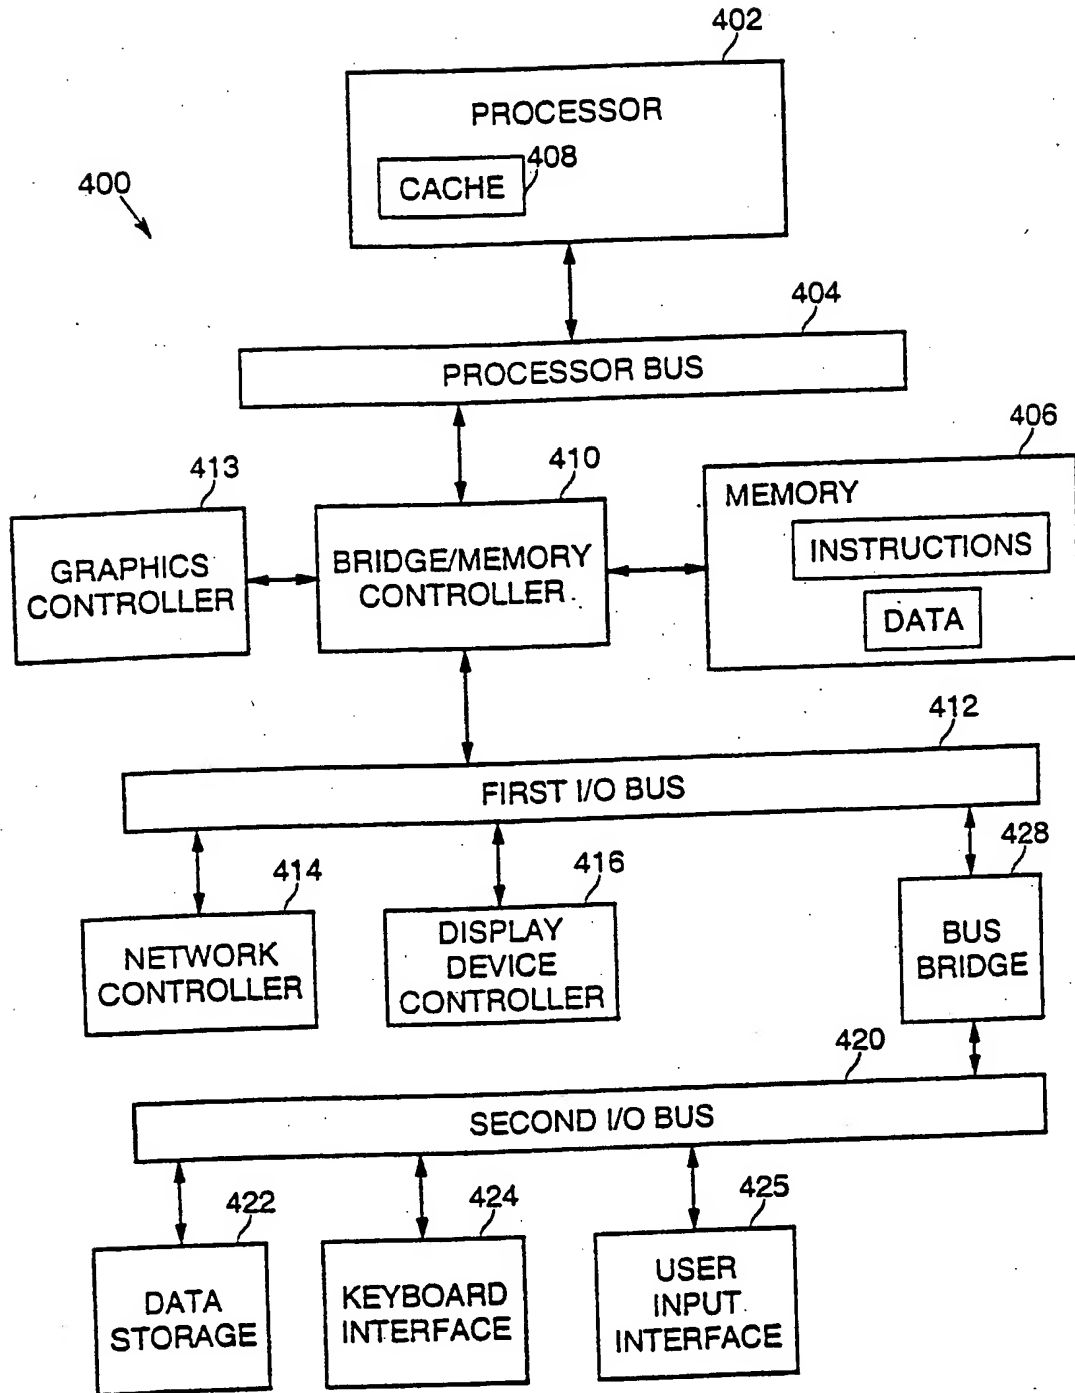 402
PROCESSOR
408
CACHE
400
404
PROCESSOR BUS
406
413
410
MEMORY
INSTRUCTIONS
DATA
GRAPHICS
CONTROLLER
BRIDGE/MEMORY
CONTROLLER
412
FIRST I/O BUS
428
414
416
NETWORK
CONTROLLER
DISPLAY
DEVICE
CONTROLLER
BUS
BRIDGE
420
SECOND I/O BUS
422
424
425
DATA
STORAGE
KEYBOARD
INTERFACE
USER
INPUT
INTERFACE